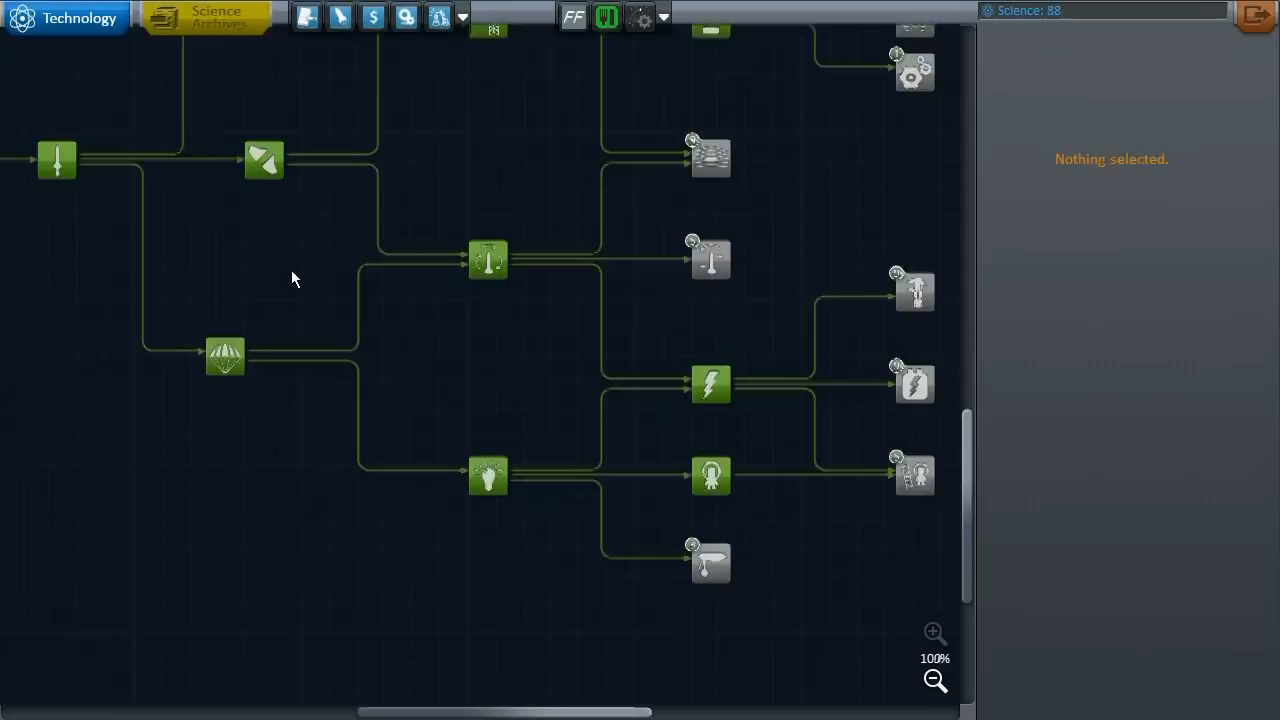 Technology
Science
Archives
FF
Science: 88
Nothing selected.
100%